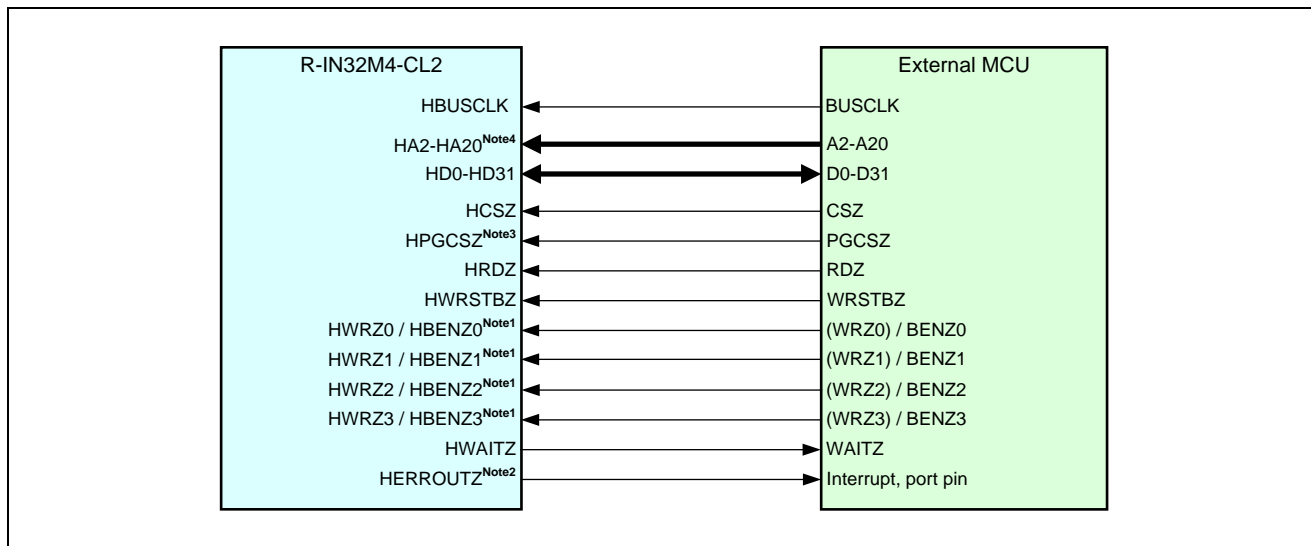 R-IN32M4-CL2 External MCU
HBUSCLK BUSCLK
HA2-HA20Note4 A2-A20
HD0-HD31 D0-D31
HCSZ CSZ
HPGCSZNote3 PGCSZ
HRDZ RDZ
HWRSTBZ WRSTBZ
HWRZ0 / HBENZ0Note1 (WRZ0) / BENZ0
HWRZ1 / HBENZ1Note1 (WRZ1) / BENZ1
HWRZ2 / HBENZ2Note1 (WRZ2) / BENZ2
HWRZ3 / HBENZ3Note1 (WRZ3) / BENZ3
HWAITZ WAITZ
HERROUTZNote2 Interrupt, port pin